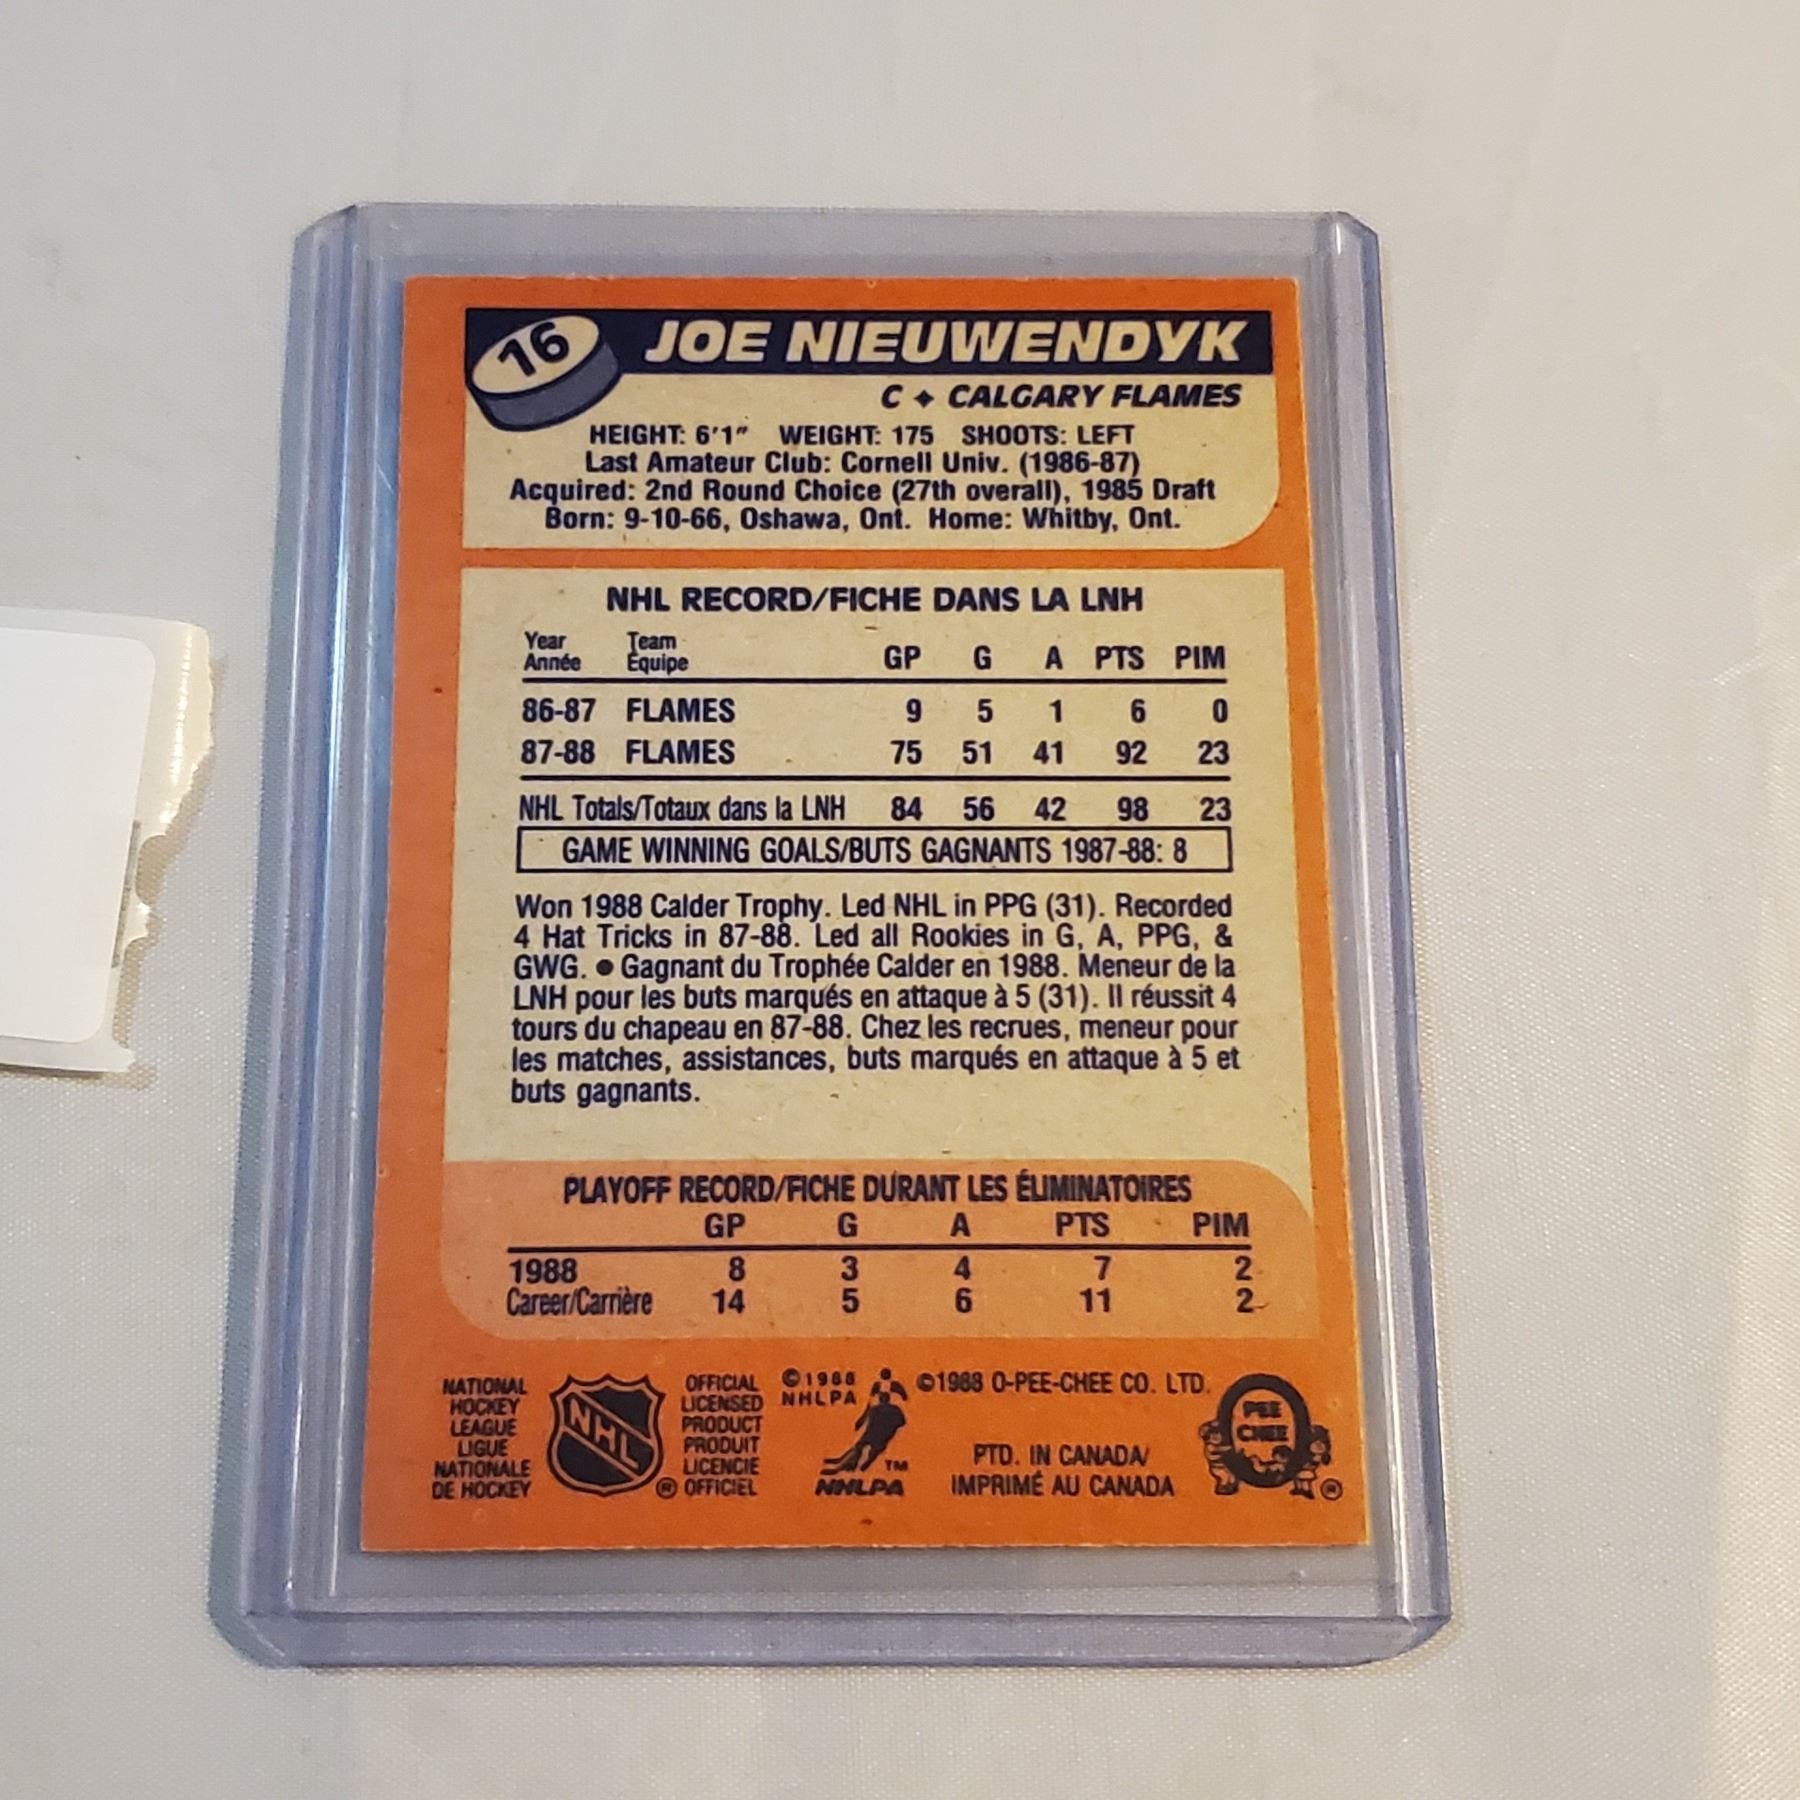 16
JOE NIEUWENDYK
C ♦ CALGARY FLAMES
HEIGHT: 6'1" WEIGHT: 175 SHOOTS: LEFT
Last Amateur Club: Cornell Univ. (1986-87)
Acquired: 2nd Round Choice (27th overall), 1985 Draft
Born: 9-10-66, Oshawa, Ont. Home: Whitby, Ont.
NHL RECORD/FICHE DANS LA LNH
Year Team
Année Équipe GP G A PTS PIM
86-87 FLAMES 9 5 1 6 0
87-88 FLAMES 75 51 41 92 23
NHL Totals/Totaux dans la LNH 84 56 42 98 23
GAME WINNING GOALS/BUTS GAGNANTS 1987-88: 8
Won 1988 Calder Trophy. Led NHL in PPG (31). Recorded
4 Hat Tricks in 87-88. Led all Rookies in G, A, PPG, &
GWG. ● Gagnant du Trophée Calder en 1988. Meneur de la
LNH pour les buts marqués en attaque à 5 (31). Il réussit 4
tours du chapeau en 87-88. Chez les recrues, meneur pour
les matches, assistances, buts marqués en attaque à 5 et
buts gagnants.
PLAYOFF RECORD/FICHE DURANT LES ÉLIMINATOIRES
GP G A PTS PIM
1988 8 3 4 7 2
Career/Carrière 14 5 6 11 2
NATIONAL
HOCKEY
LEAGUE
LIGUE
NATIONALE
DE HOCKEY
NHL
®
OFFICIAL
LICENSED
PRODUCT
PRODUIT
LICENCIE
OFFICIEL
©1988
NHLPA
TM
NHLPA
©1988 O-PEE-CHEE CO. LTD.
PTD. IN CANADA/
IMPRIMÉ AU CANADA
PEE
CHEE
®